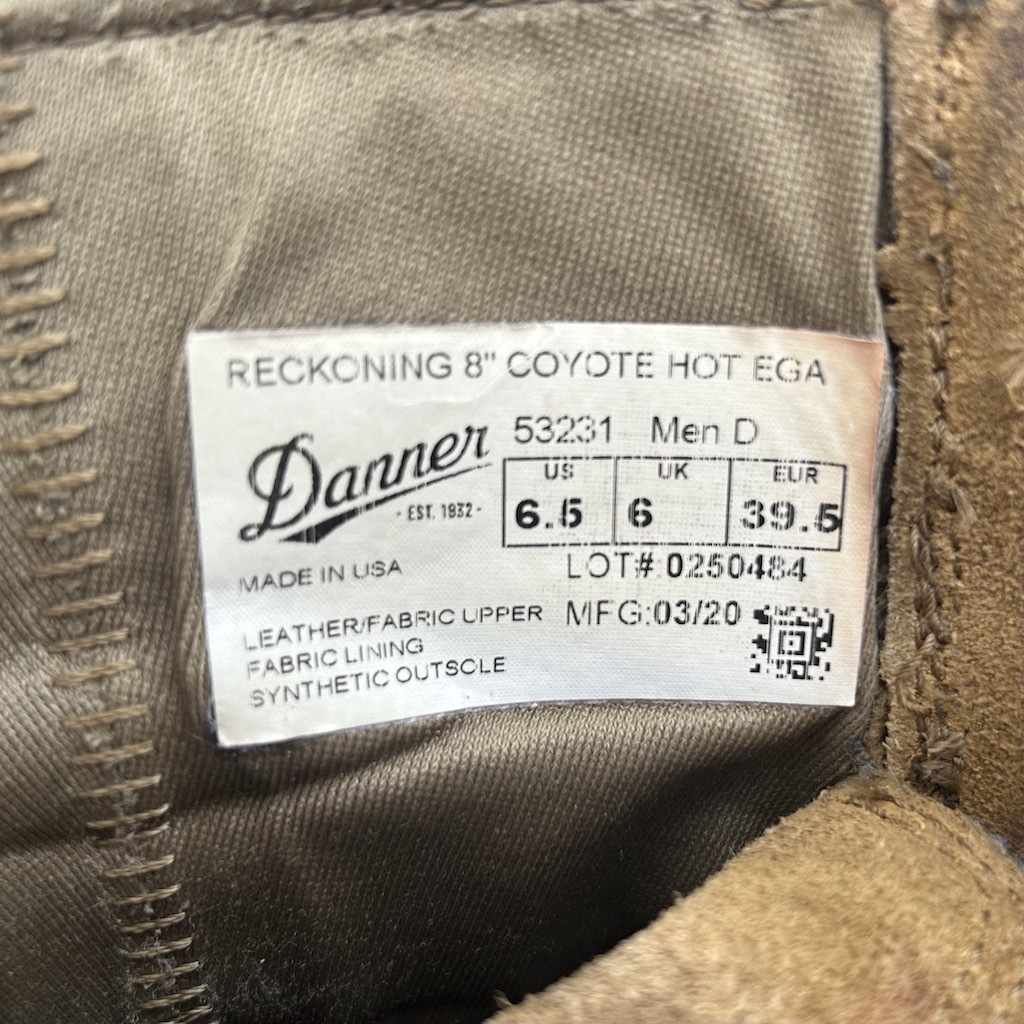 RECKONING 8" COYOTE HOT EGA
Danner
- EST. 1932 -
53231 Men D
US UK EUR
6.5 6 39.5
MADE IN USA
LOT#:0250484
LEATHER/FABRIC UPPER
FABRIC LINING
SYNTHETIC OUTSOLE
MFG:03/20